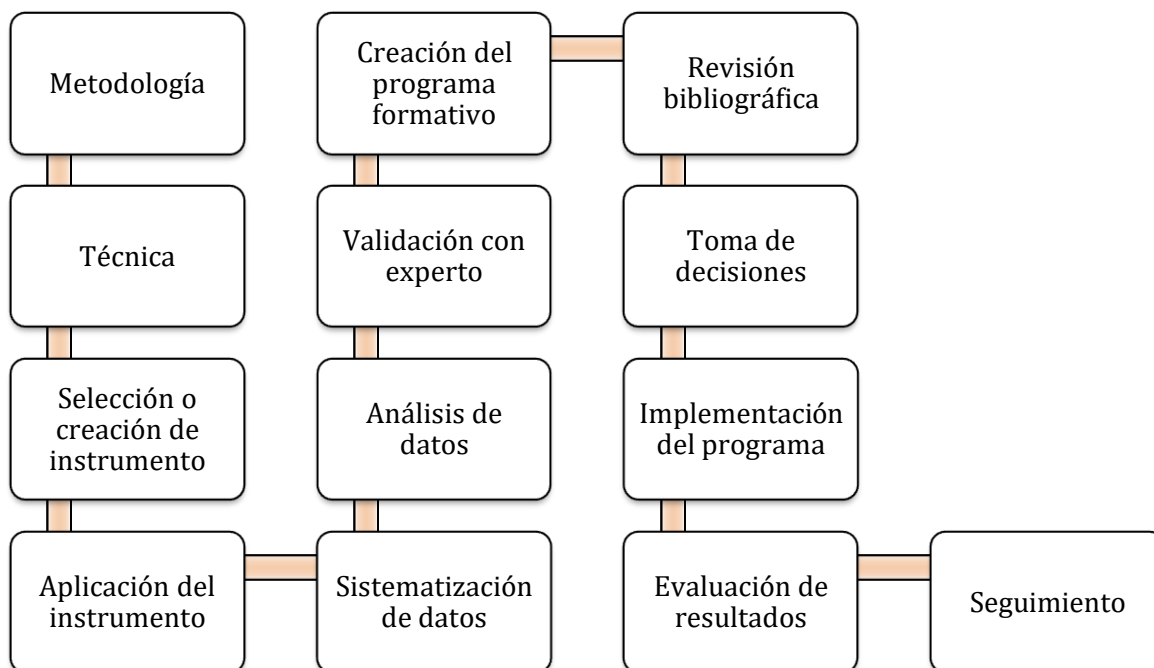 Metodología
Técnica
Selección o
creación de
instrumento
Aplicación del
instrumento
Sistematización
de datos
Análisis de
datos
Validación con
experto
Creación del
programa
formativo
Revisión
bibliográfica
Toma de
decisiones
Implementación
del programa
Evaluación de
resultados
Seguimiento